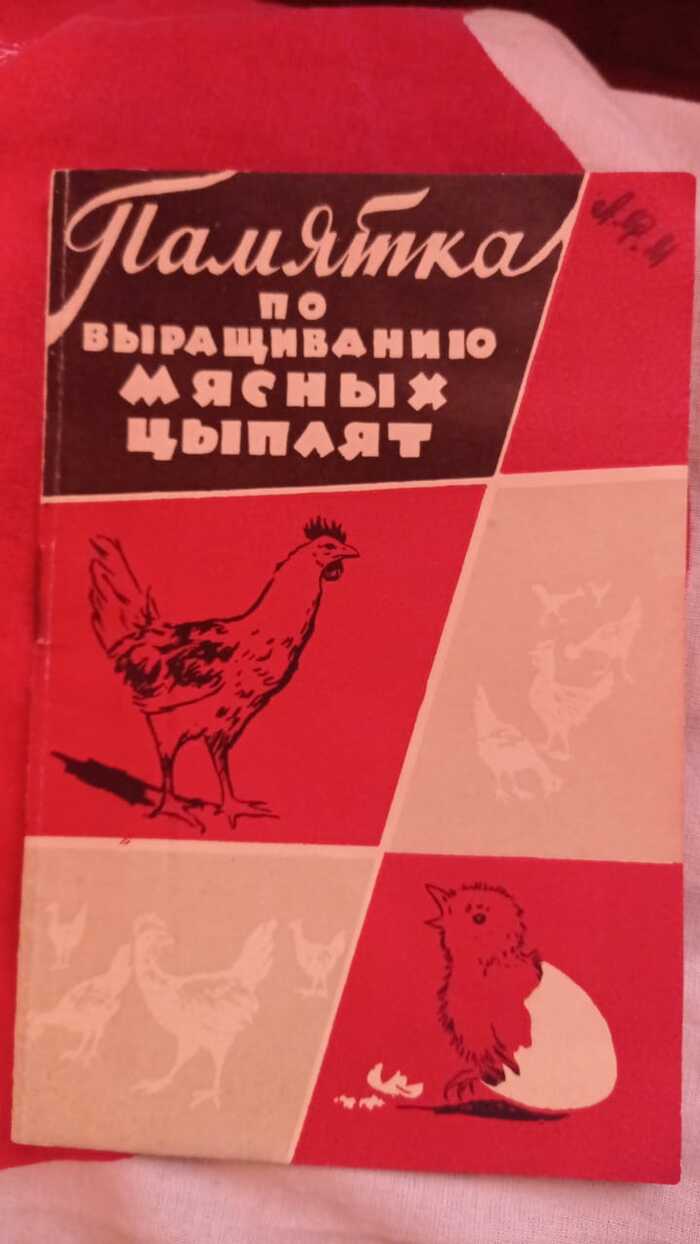 Памятка
по
выращиванию
мясных
цыплят